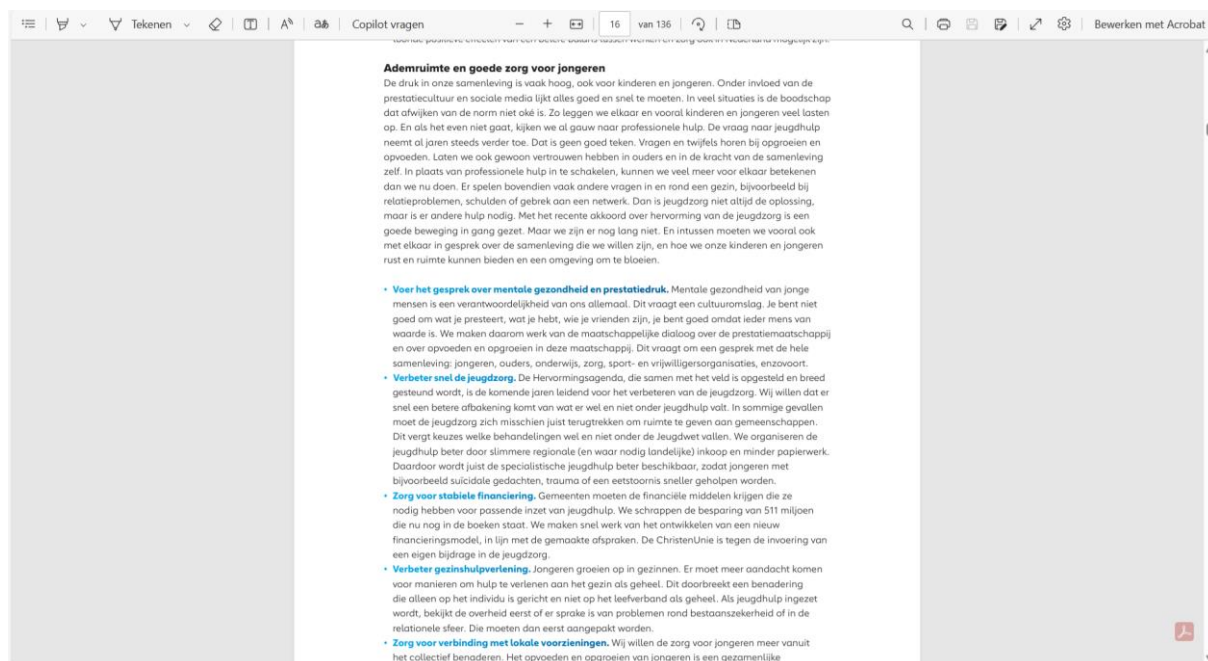 Tekenen
Copilot vragen
16 van 136
Bewerken met Acrobat
toonde positieve effecten van een betere balans tussen werken en zorg ook in Nederland mogelijk zijn.
Ademruimte en goede zorg voor jongeren
De druk in onze samenleving is vaak hoog, ook voor kinderen en jongeren. Onder invloed van de
prestatiecultuur en sociale media lijkt alles goed en snel te moeten. In veel situaties is de boodschap
dat afwijken van de norm niet oké is. Zo leggen we elkaar en vooral kinderen en jongeren veel lasten
op. En als het even niet gaat, kijken we al gauw naar professionele hulp. De vraag naar jeugdhulp
neemt al jaren steeds verder toe. Dat is geen goed teken. Vragen en twijfels horen bij opgroeien en
opvoeden. Laten we ook gewoon vertrouwen hebben in ouders en in de kracht van de samenleving
zelf. In plaats van professionele hulp in te schakelen, kunnen we veel meer voor elkaar betekenen
dan we nu doen. Er spelen bovendien vaak andere vragen in en rond een gezin, bijvoorbeeld bij
relatieproblemen, schulden of gebrek aan een netwerk. Dan is jeugdzorg niet altijd de oplossing,
maar is er andere hulp nodig. Met het recente akkoord over hervorming van de jeugdzorg is een
goede beweging in gang gezet. Maar we zijn er nog lang niet. En intussen moeten we vooral ook
met elkaar in gesprek over de samenleving die we willen zijn, en hoe we onze kinderen en jongeren
rust en ruimte kunnen bieden en een omgeving om te bloeien.
• Voer het gesprek over mentale gezondheid en prestatiedruk. Mentale gezondheid van jonge
mensen is een verantwoordelijkheid van ons allemaal. Dit vraagt een cultuuromslag. Je bent niet
goed om wat je presteert, wat je hebt, wie je vrienden zijn, je bent goed omdat ieder mens van
waarde is. We maken daarom werk van de maatschappelijke dialoog over de prestatiemaatschappij
en over opvoeden en opgroeien in deze maatschappij. Dit vraagt om een gesprek met de hele
samenleving: jongeren, ouders, onderwijs, zorg, sport- en vrijwilligersorganisaties, enzovoort.
• Verbeter snel de jeugdzorg. De Hervormingsagenda, die samen met het veld is opgesteld en breed
gesteund wordt, is de komende jaren leidend voor het verbeteren van de jeugdzorg. Wij willen dat er
snel een betere afbakening komt van wat er wel en niet onder jeugdhulp valt. In sommige gevallen
moet de jeugdzorg zich misschien juist terugtrekken om ruimte te geven aan gemeenschappen.
Dit vergt keuzes welke behandelingen wel en niet onder de Jeugdwet vallen. We organiseren de
jeugdhulp beter door slimmere regionale (en waar nodig landelijke) inkoop en minder papierwerk.
Daardoor wordt juist de specialistische jeugdhulp beter beschikbaar, zodat jongeren met
bijvoorbeeld suïcidale gedachten, trauma of een eetstoornis sneller geholpen worden.
• Zorg voor stabiele financiering. Gemeenten moeten de financiële middelen krijgen die ze
nodig hebben voor passende inzet van jeugdhulp. We schrappen de besparing van 511 miljoen
die nu nog in de boeken staat. We maken snel werk van het ontwikkelen van een nieuw
financieringsmodel, in lijn met de gemaakte afspraken. De ChristenUnie is tegen de invoering van
een eigen bijdrage in de jeugdzorg.
• Verbeter gezinshulpverlening. Jongeren groeien op in gezinnen. Er moet meer aandacht komen
voor manieren om hulp te verlenen aan het gezin als geheel. Dit doorbreekt een benadering
die alleen op het individu is gericht en niet op het leefverband als geheel. Als jeugdhulp ingezet
wordt, bekijkt de overheid eerst of er sprake is van problemen rond bestaanszekerheid of in de
relationele sfeer. Die moeten dan eerst aangepakt worden.
• Zorg voor verbinding met lokale voorzieningen. Wij willen de zorg voor jongeren meer vanuit
het collectief benaderen. Het opvoeden en opgroeien van jongeren is een gezamenlijke